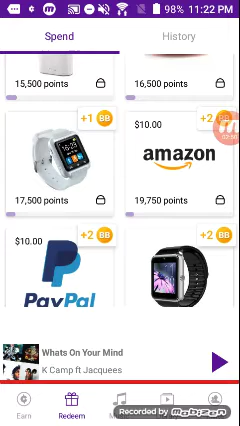 98% 11:22 PM
Spend History
15,500 points 16,500 points
+1 BB +2
$10.00
amazon
17,500 points 19,750 points
+2 BB +2 BB
$10.00
PayPal
Whats On Your Mind
K Camp ft Jacquees
Earn Redeem
Recorded by mobizen